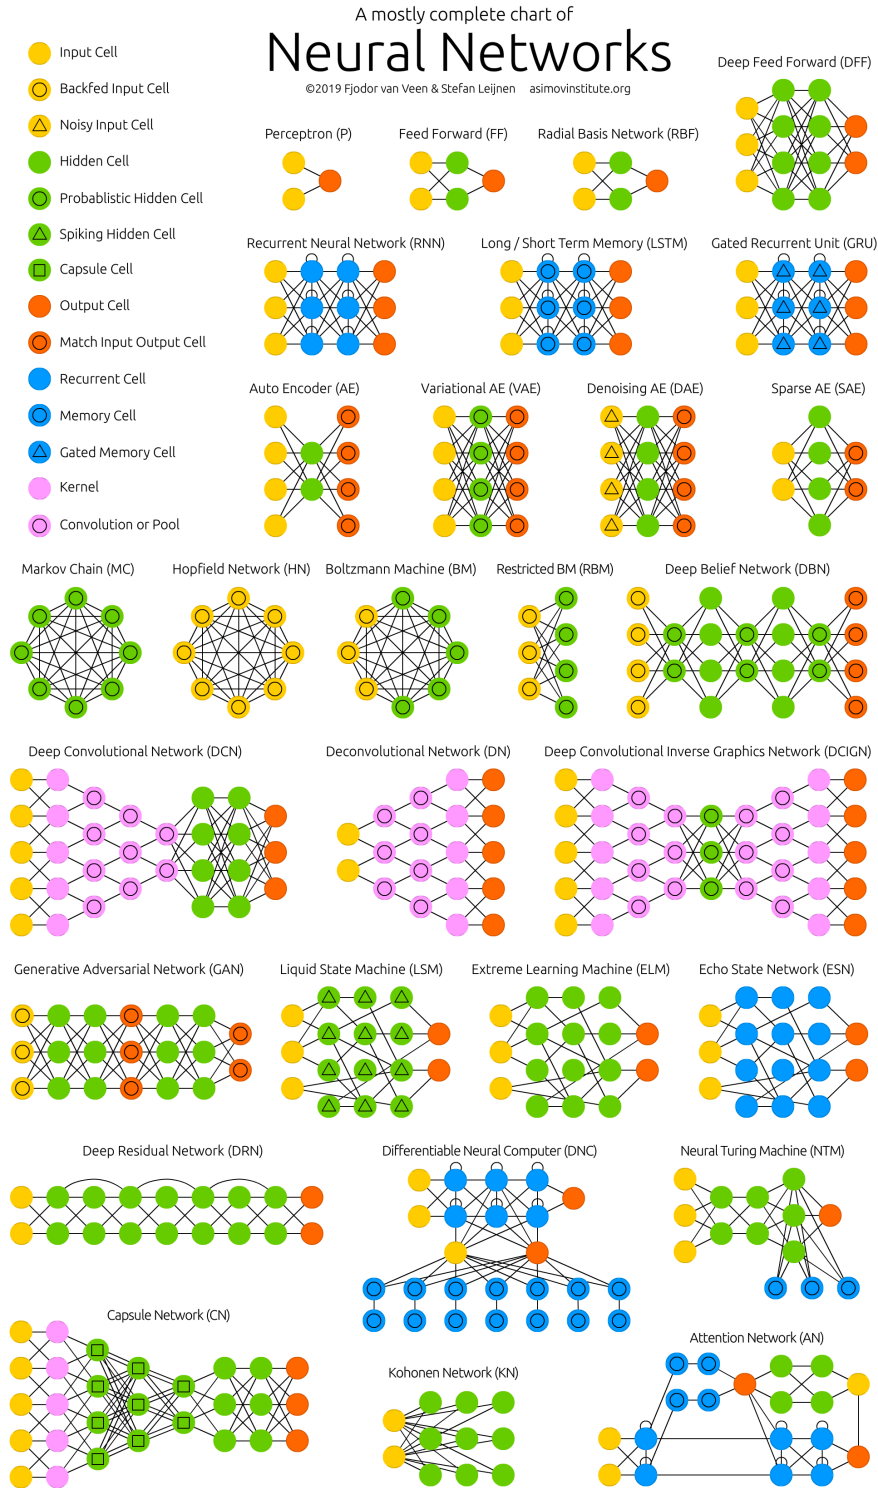 A mostly complete chart of
Neural Networks
©2019 Fjodor van Veen & Stefan Leijnen asimovinstitute.org
Input Cell
Backfed Input Cell
Noisy Input Cell
Hidden Cell
Probablistic Hidden Cell
Spiking Hidden Cell
Capsule Cell
Output Cell
Match Input Output Cell
Recurrent Cell
Memory Cell
Gated Memory Cell
Kernel
Convolution or Pool
Perceptron (P)
Feed Forward (FF)
Radial Basis Network (RBF)
Deep Feed Forward (DFF)
Recurrent Neural Network (RNN)
Long / Short Term Memory (LSTM)
Gated Recurrent Unit (GRU)
Auto Encoder (AE)
Variational AE (VAE)
Denoising AE (DAE)
Sparse AE (SAE)
Markov Chain (MC)
Hopfield Network (HN)
Boltzmann Machine (BM)
Restricted BM (RBM)
Deep Belief Network (DBN)
Deep Convolutional Network (DCN)
Deconvolutional Network (DN)
Deep Convolutional Inverse Graphics Network (DCIGN)
Generative Adversarial Network (GAN)
Liquid State Machine (LSM)
Extreme Learning Machine (ELM)
Echo State Network (ESN)
Deep Residual Network (DRN)
Differentiable Neural Computer (DNC)
Neural Turing Machine (NTM)
Capsule Network (CN)
Kohonen Network (KN)
Attention Network (AN)